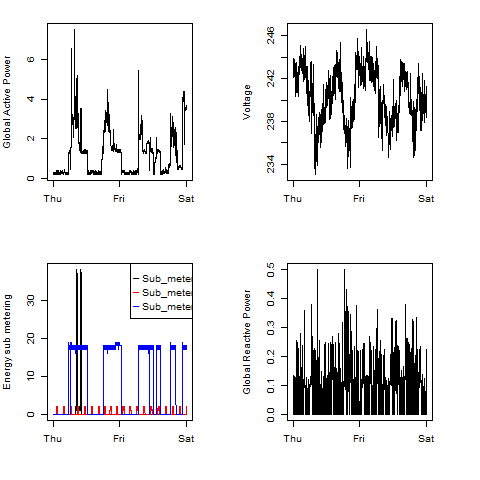 Global Active Power
6
4
2
0
Thu
Fri
Sat
Voltage
246
242
238
234
Thu
Fri
Sat
Energy sub metering
30
20
10
0
Sub_meter
Sub_meter
Sub_meter
Thu
Fri
Sat
Global Reactive Power
0.5
0.4
0.3
0.2
0.1
0.0
Thu
Fri
Sat